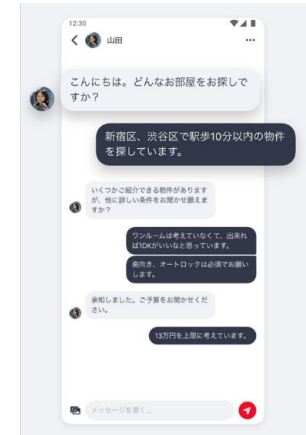 12:30
山田
こんにちは。どんなお部屋をお探しで
すか？
新宿区、渋谷区で駅歩10分以内の物件
を探しています。
いくつかご紹介できる物件があります
が、他に詳しい条件をお聞かせ願えま
すか？
ワンルームは考えていなくて、出来れ
ば1DKがいいなと思っています。
南向き、オートロックは必須でお願い
します。
承知しました。ご予算をお聞かせくだ
さい。
13万円を上限に考えています。
メッセージを書く...